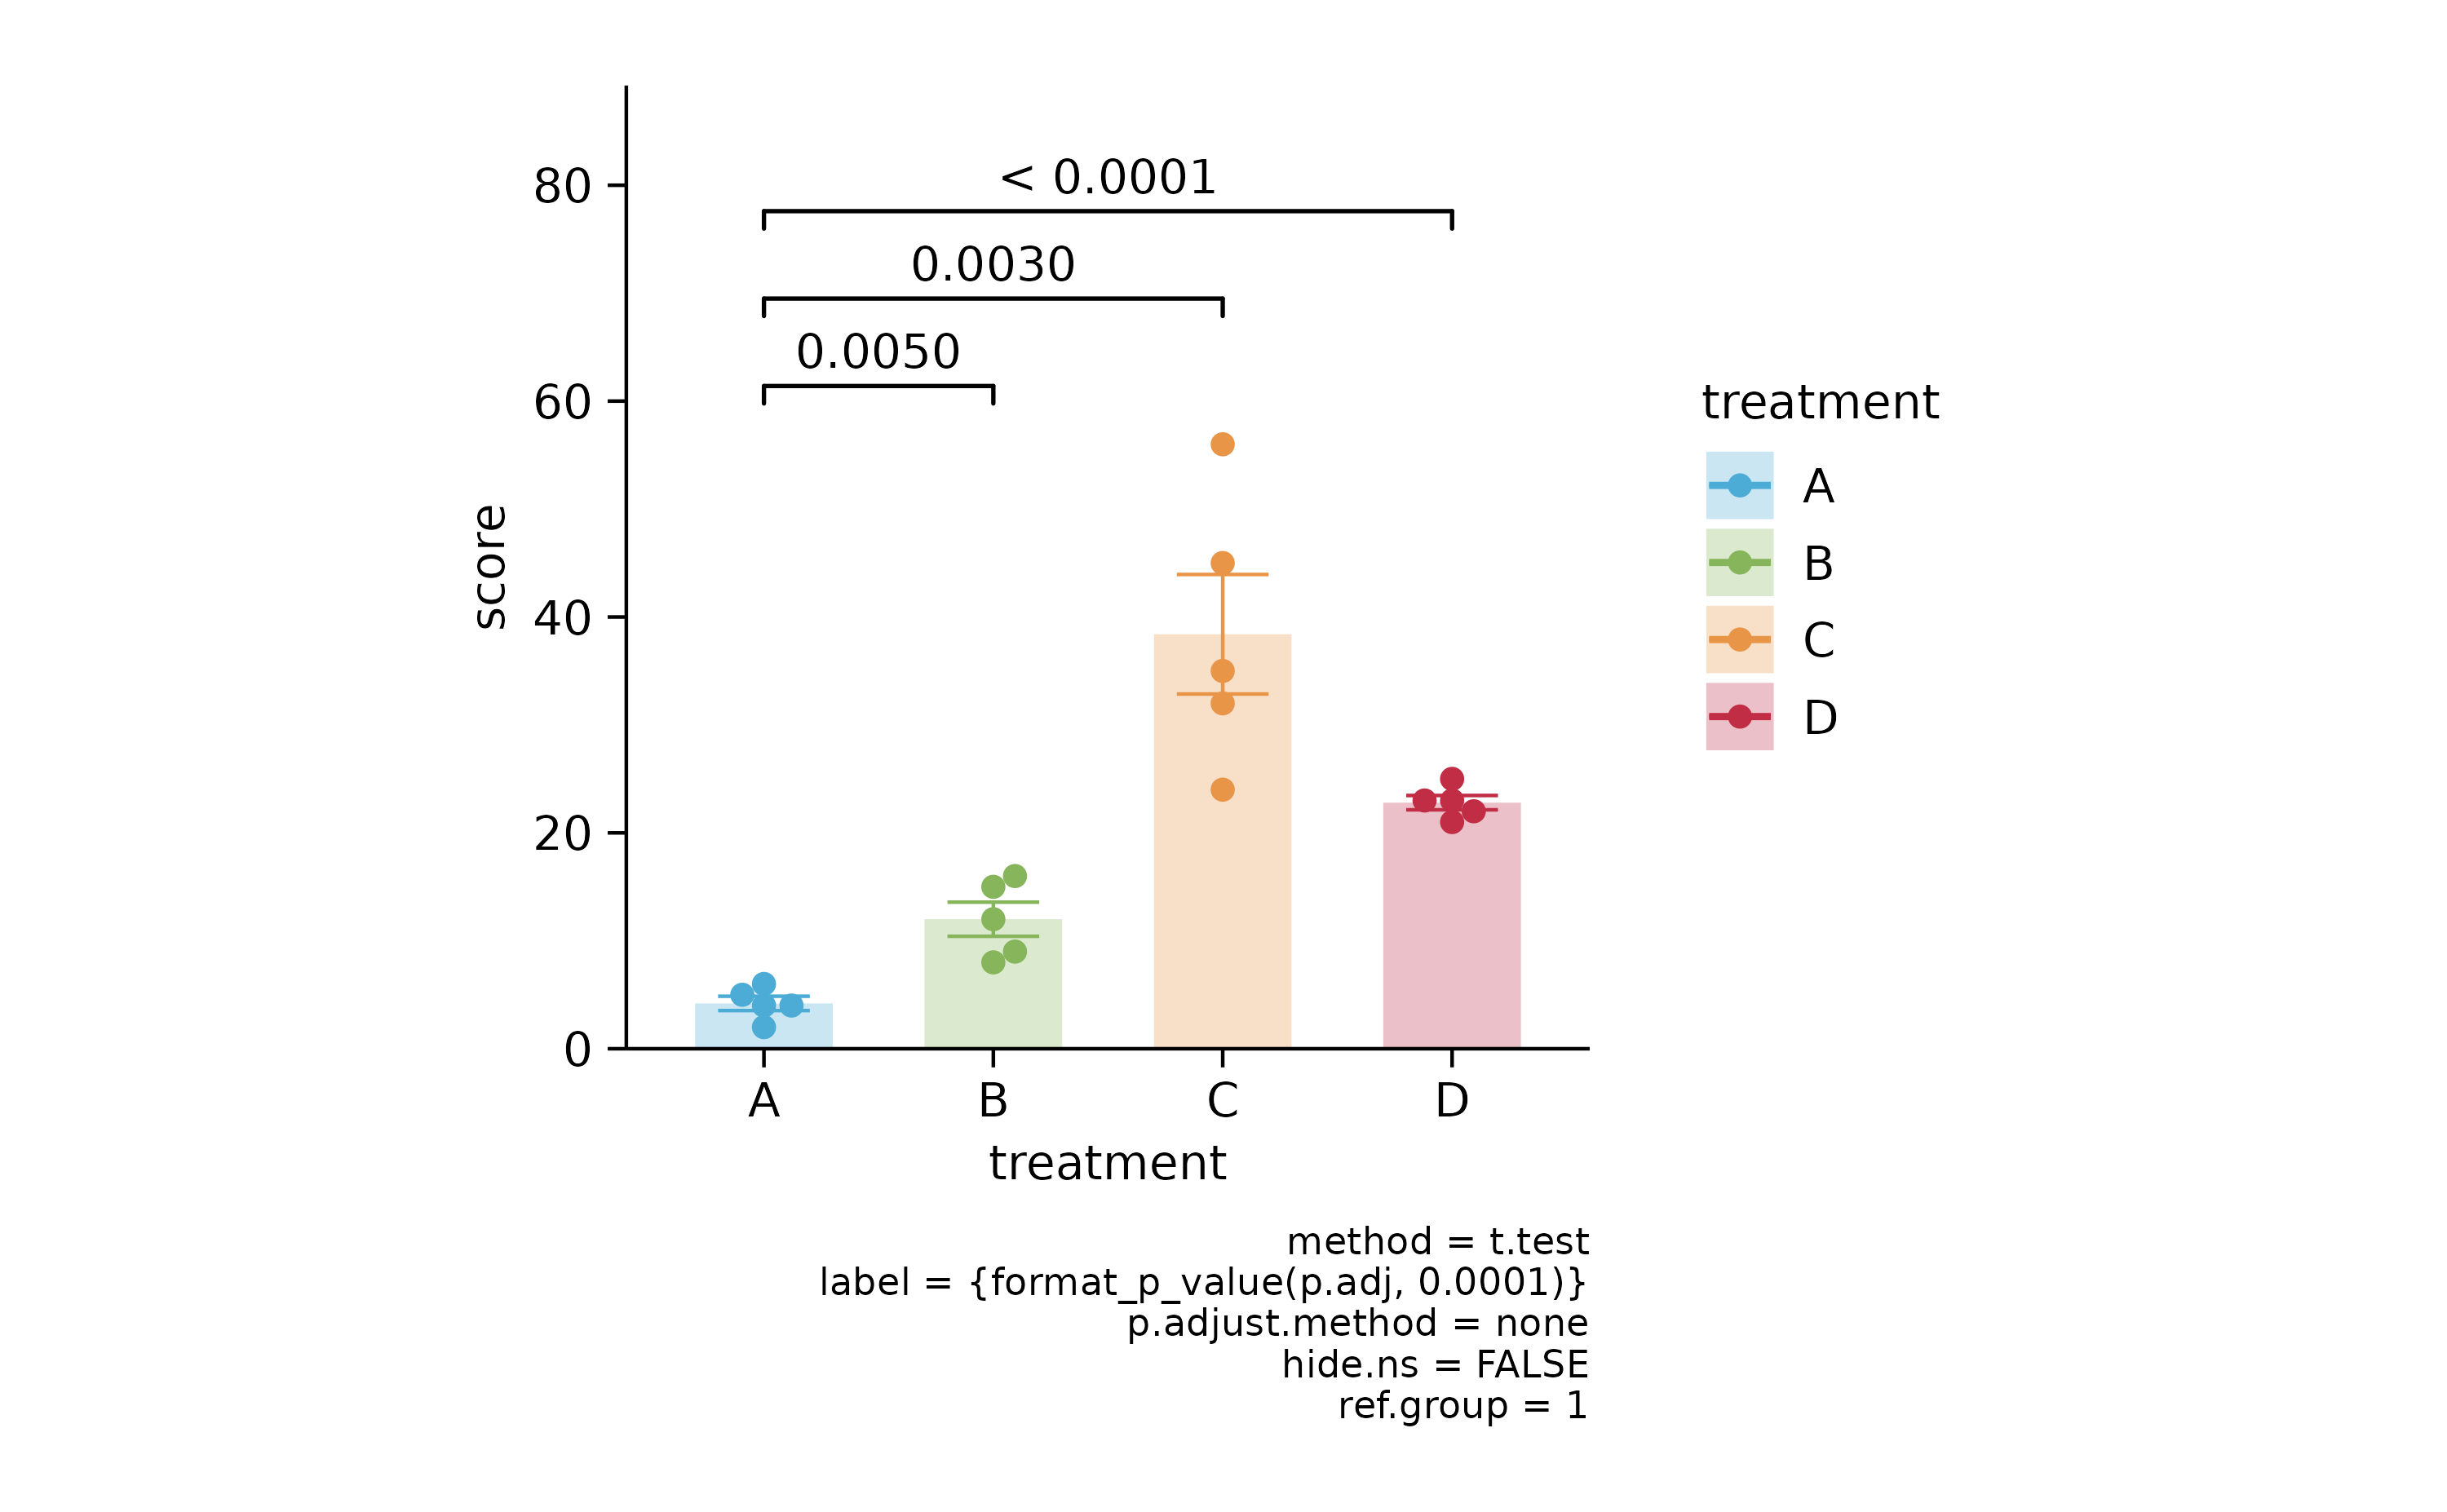 < 0.0001
0.0030
0.0050
80
60
40
20
0
score
A
B
C
D
treatment
treatment
A
B
C
D
method = t.test
label = {format_p_value(p.adj, 0.0001)}
p.adjust.method = none
hide.ns = FALSE
ref.group = 1